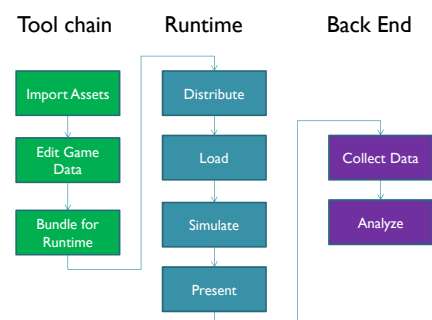 Tool chain
Import Assets
Edit Game
Data
Bundle for
Runtime
Runtime
Distribute
Load
Simulate
Present
Back End
Collect Data
Analyze